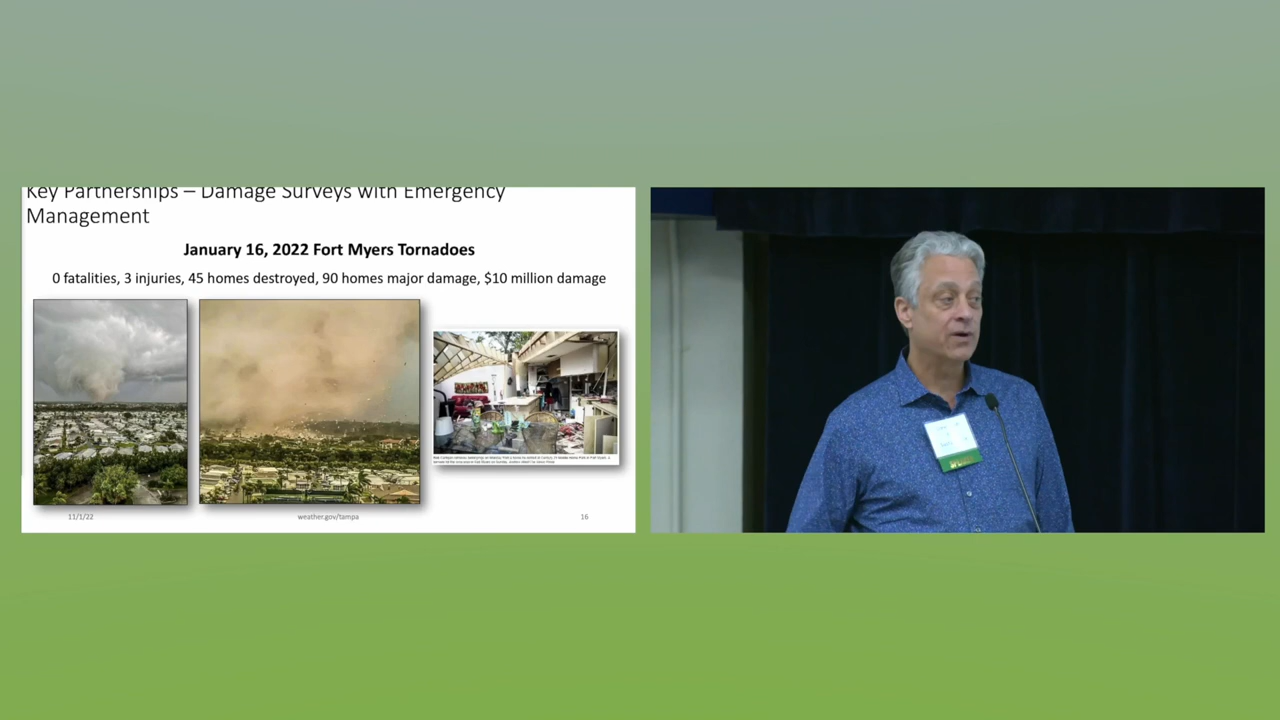 Key Partnerships – Damage Surveys with Emergency
Management
January 16, 2022 Fort Myers Tornadoes
0 fatalities, 3 injuries, 45 homes destroyed, 90 homes major damage, $10 million damage
11/1/22
weather.gov/tampa
16